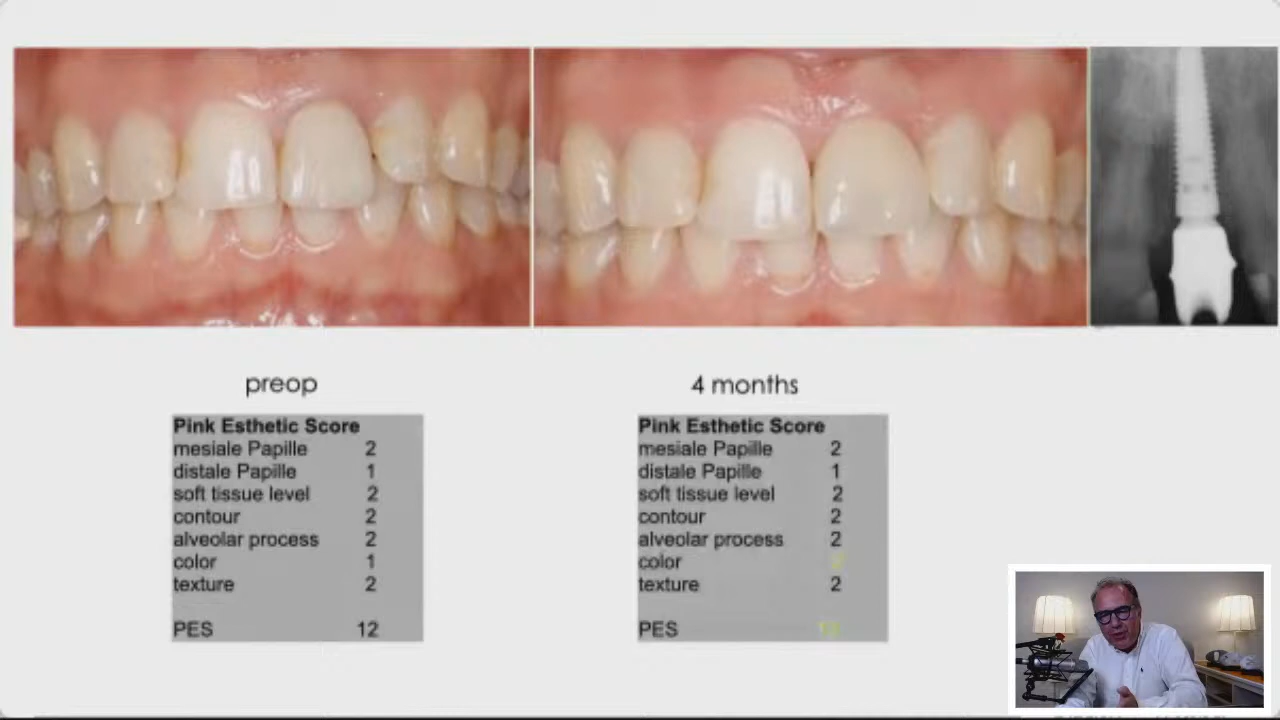 preop
Pink Esthetic Score
mesiale Papille 2
distale Papille 1
soft tissue level 2
contour 2
alveolar process 2
color 1
texture 2
PES 12
4 months
Pink Esthetic Score
mesiale Papille 2
distale Papille 1
soft tissue level 2
contour 2
alveolar process 2
color
texture 2
PES